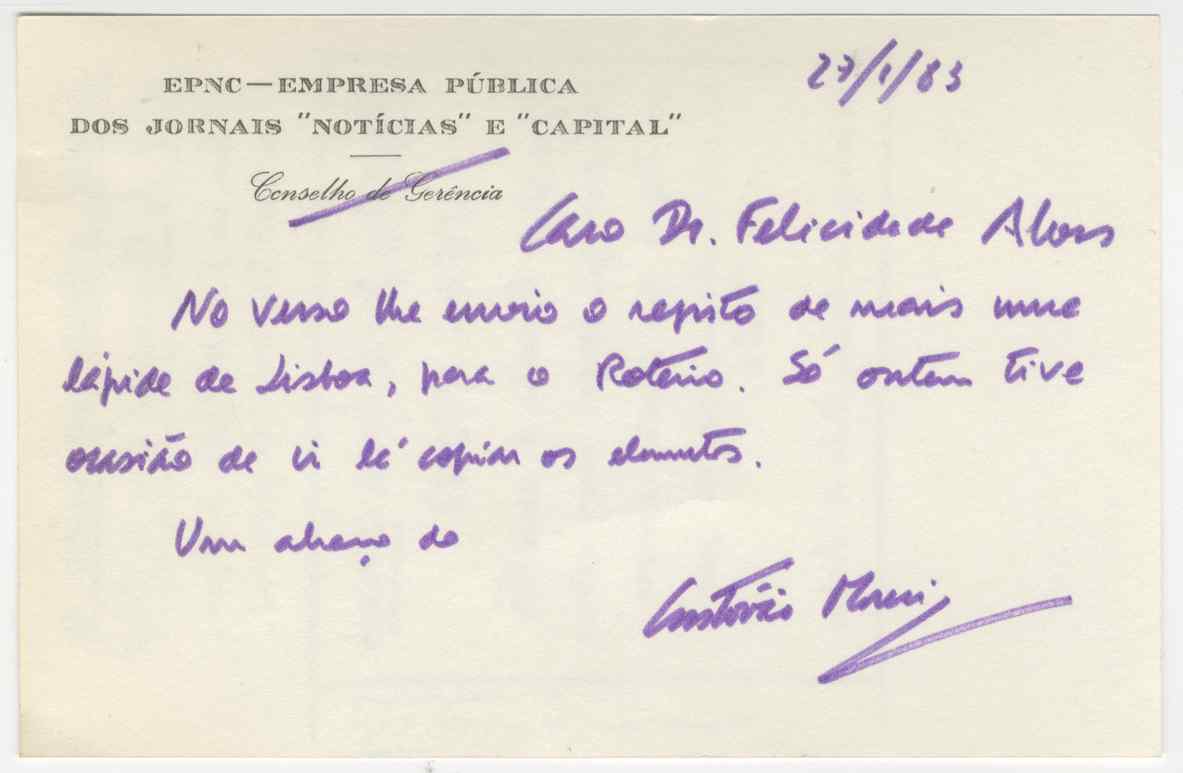 27/1/83
EPNC — EMPRESA PÚBLICA
DOS JORNAIS "NOTÍCIAS" E "CAPITAL"
Conselho de Gerência
Caro Dr. Felicidade Alves
No verso lhe envio o registo de mais uma
lápide de Lisboa, para o Roteiro. Só ontem tive
ocasião de ir lá copiar os elementos.
Um abraço do